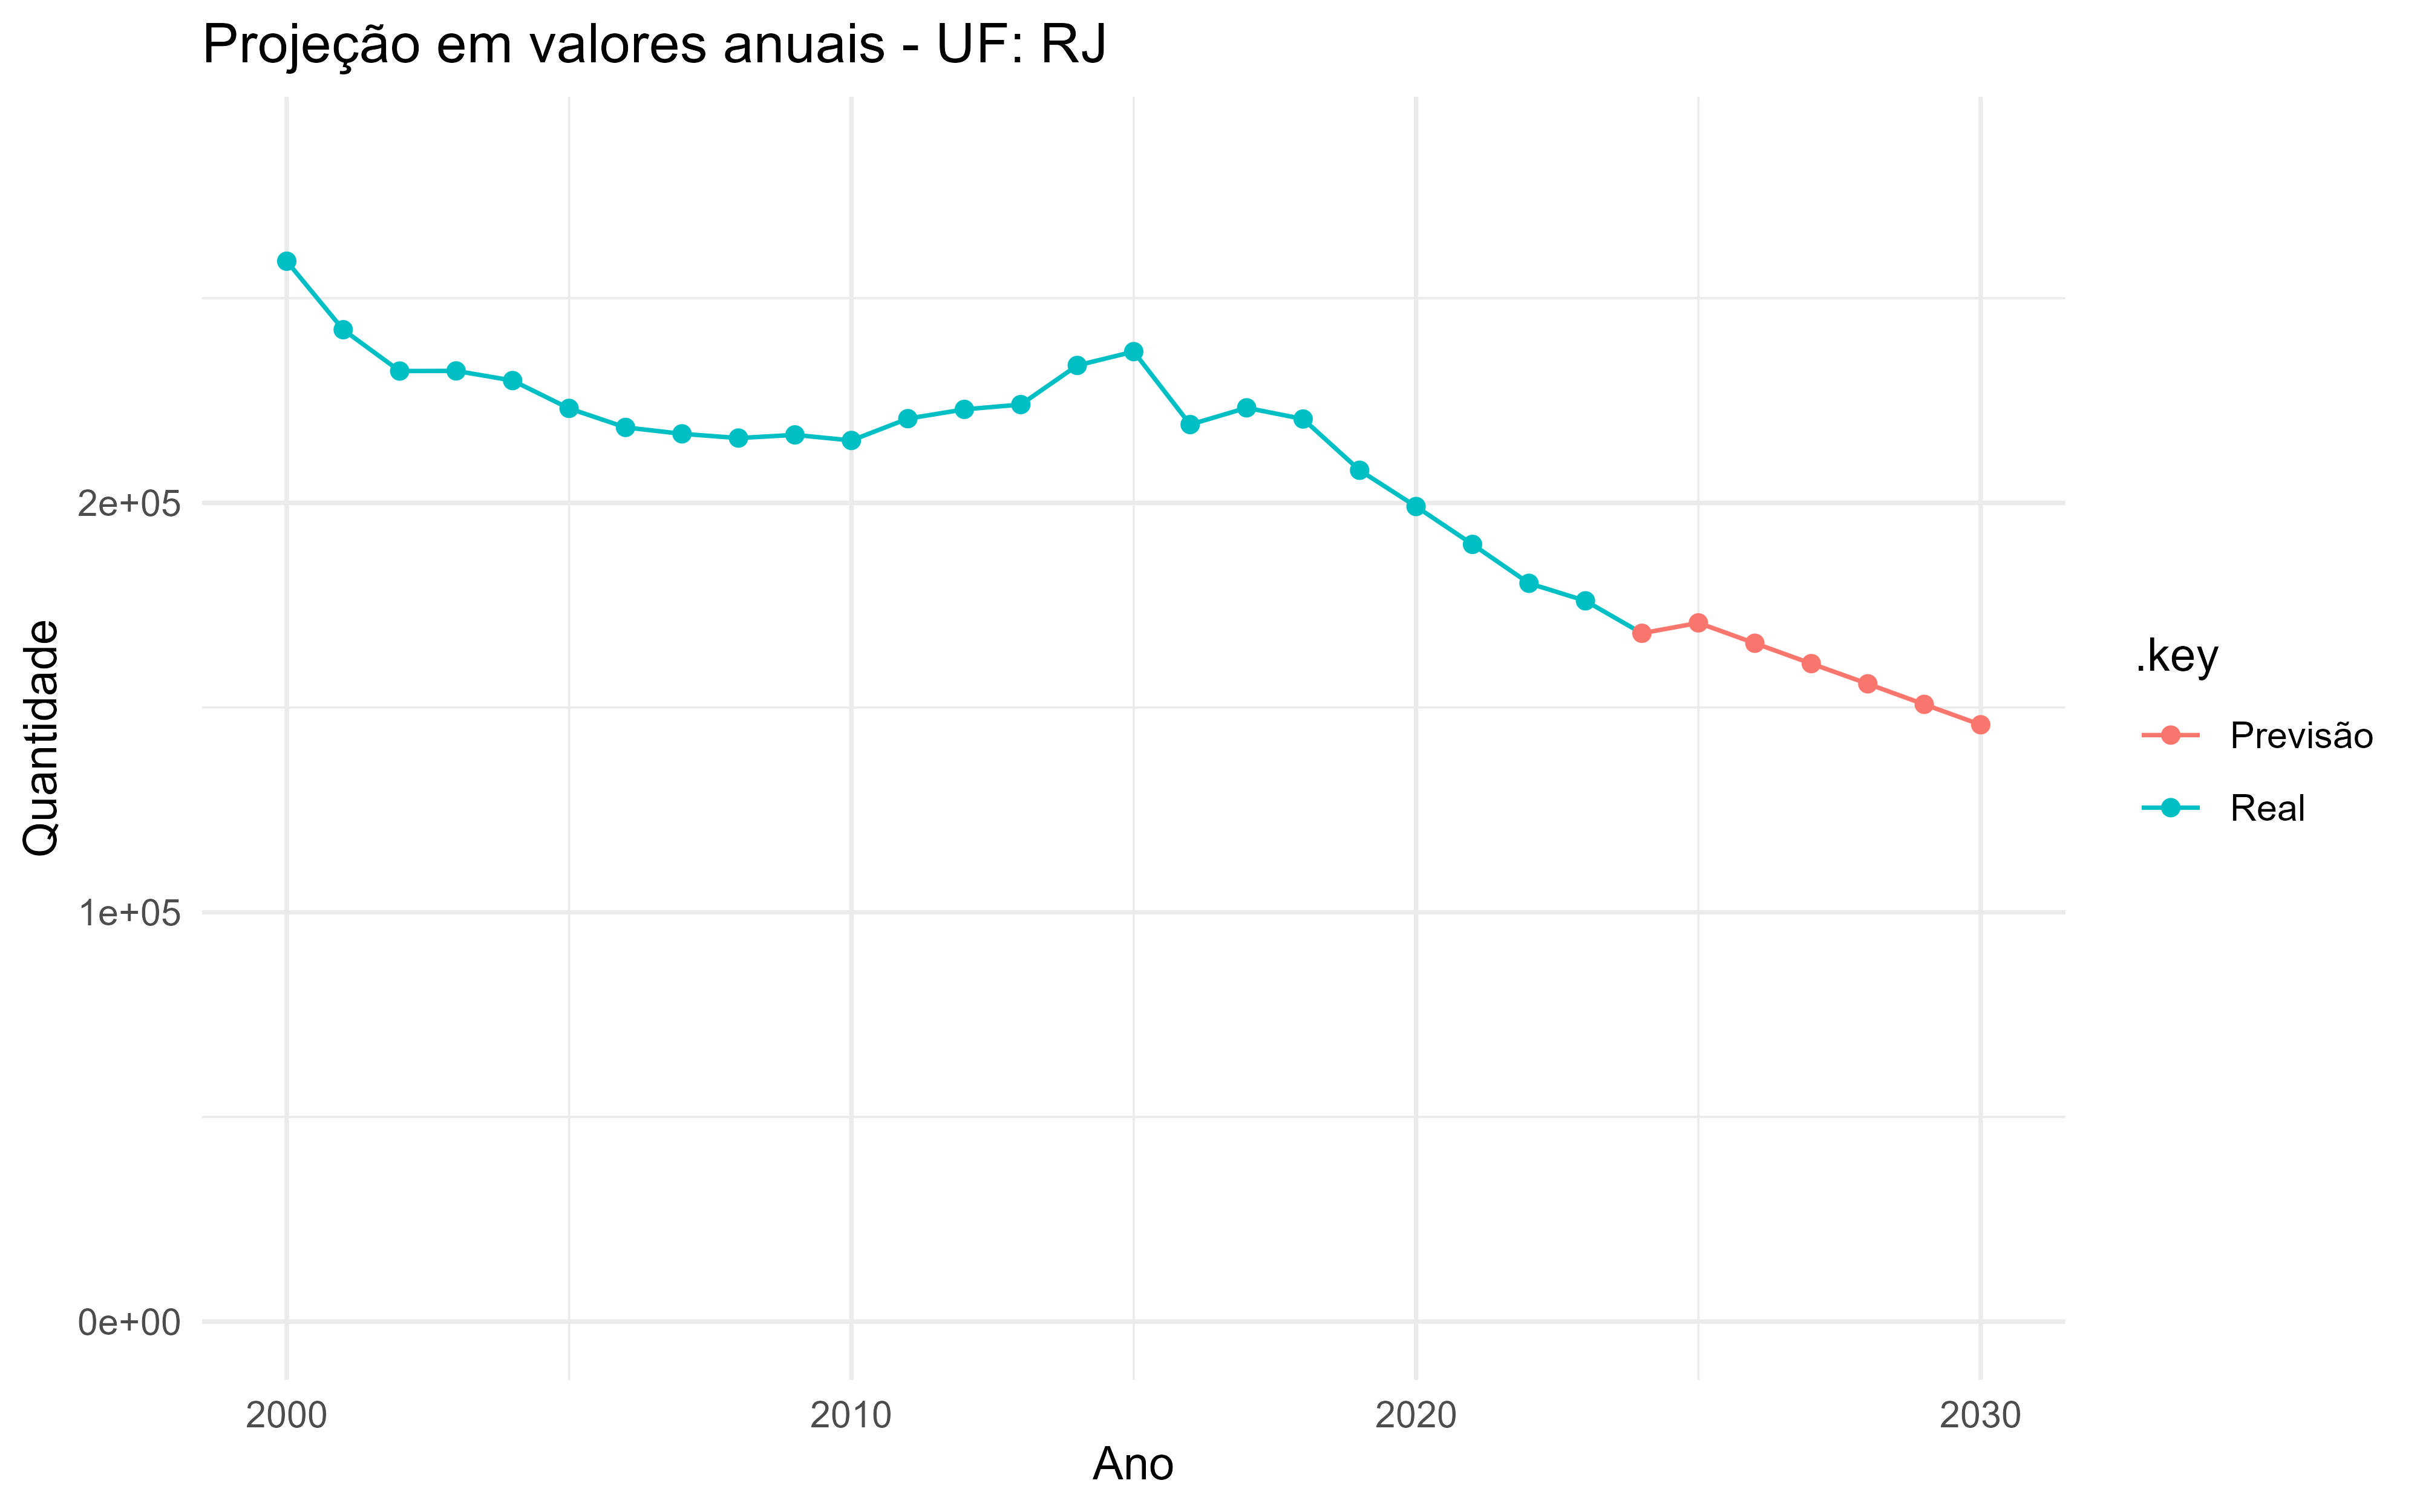 Projeção em valores anuais - UF: RJ
Quantidade
2e+05
1e+05
0e+00
2000
2010
2020
2030
Ano
.key
Previsão
Real